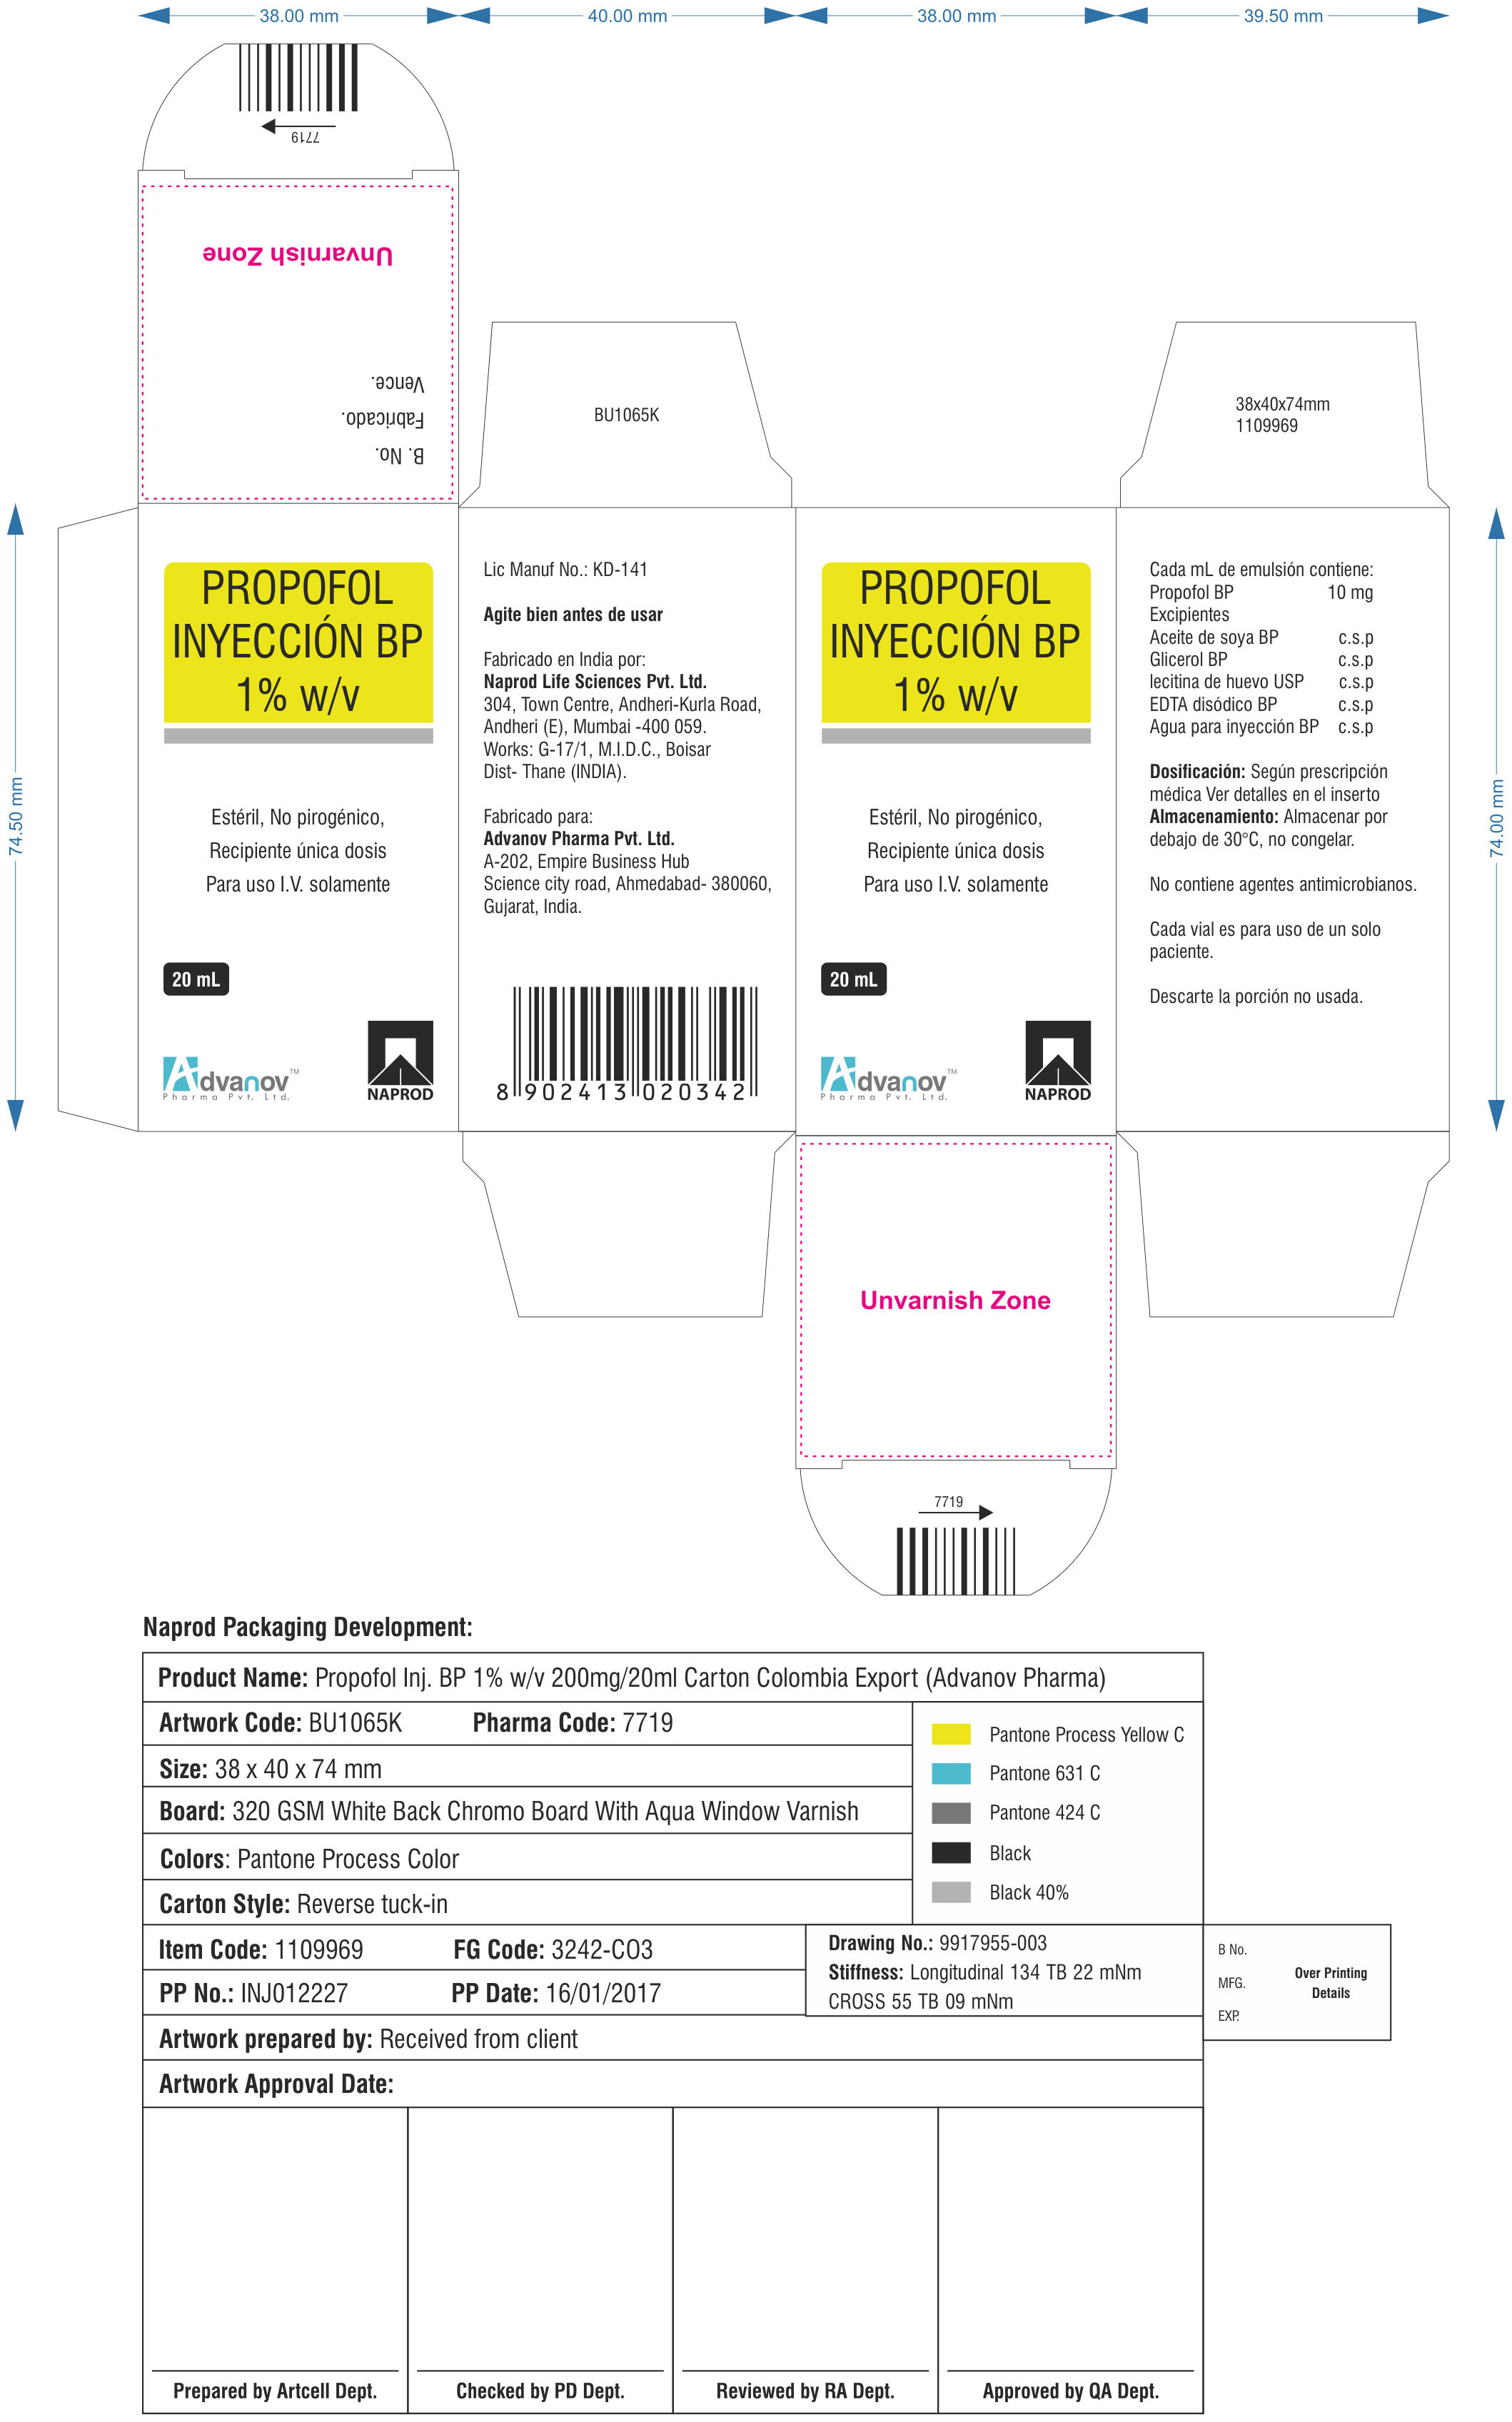 38.00 mm
40.00 mm
38.00 mm
39.50 mm
7719
Unvarnish Zone
B. No.
Fabricado.
Vence.
BU1065K
38x40x74mm
1109969
74.50 mm
74.00 mm
PROPOFOL
INYECCIÓN BP
1% w/v
Estéril, No pirogénico,
Recipiente única dosis
Para uso I.V. solamente
20 mL
Advanov™
Pharma Pvt. Ltd.
NAPROD
Lic Manuf No.: KD-141
Agite bien antes de usar
Fabricado en India por:
Naprod Life Sciences Pvt. Ltd.
304, Town Centre, Andheri-Kurla Road,
Andheri (E), Mumbai -400 059.
Works: G-17/1, M.I.D.C., Boisar
Dist- Thane (INDIA).
Fabricado para:
Advanov Pharma Pvt. Ltd.
A-202, Empire Business Hub
Science city road, Ahmedabad- 380060,
Gujarat, India.
8 902413 020342
PROPOFOL
INYECCIÓN BP
1% w/v
Estéril, No pirogénico,
Recipiente única dosis
Para uso I.V. solamente
20 mL
Advanov™
Pharma Pvt. Ltd.
NAPROD
Cada mL de emulsión contiene:
Propofol BP 10 mg
Excipientes
Aceite de soya BP c.s.p
Glicerol BP c.s.p
lecitina de huevo USP c.s.p
EDTA disódico BP c.s.p
Agua para inyección BP c.s.p
Dosificación: Según prescripción
médica Ver detalles en el inserto
Almacenamiento: Almacenar por
debajo de 30°C, no congelar.
No contiene agentes antimicrobianos.
Cada vial es para uso de un solo
paciente.
Descarte la porción no usada.
Unvarnish Zone
7719
Naprod Packaging Development:
Product Name: Propofol Inj. BP 1% w/v 200mg/20ml Carton Colombia Export (Advanov Pharma)
Artwork Code: BU1065K Pharma Code: 7719
Size: 38 x 40 x 74 mm
Board: 320 GSM White Back Chromo Board With Aqua Window Varnish
Colors: Pantone Process Color
Carton Style: Reverse tuck-in
Pantone Process Yellow C
Pantone 631 C
Pantone 424 C
Black
Black 40%
Item Code: 1109969 FG Code: 3242-CO3
PP No.: INJ012227 PP Date: 16/01/2017
Drawing No.: 9917955-003
Stiffness: Longitudinal 134 TB 22 mNm
CROSS 55 TB 09 mNm
B No.
MFG.
EXP.
Over Printing
Details
Artwork prepared by: Received from client
Artwork Approval Date:
Prepared by Artcell Dept.
Checked by PD Dept.
Reviewed by RA Dept.
Approved by QA Dept.